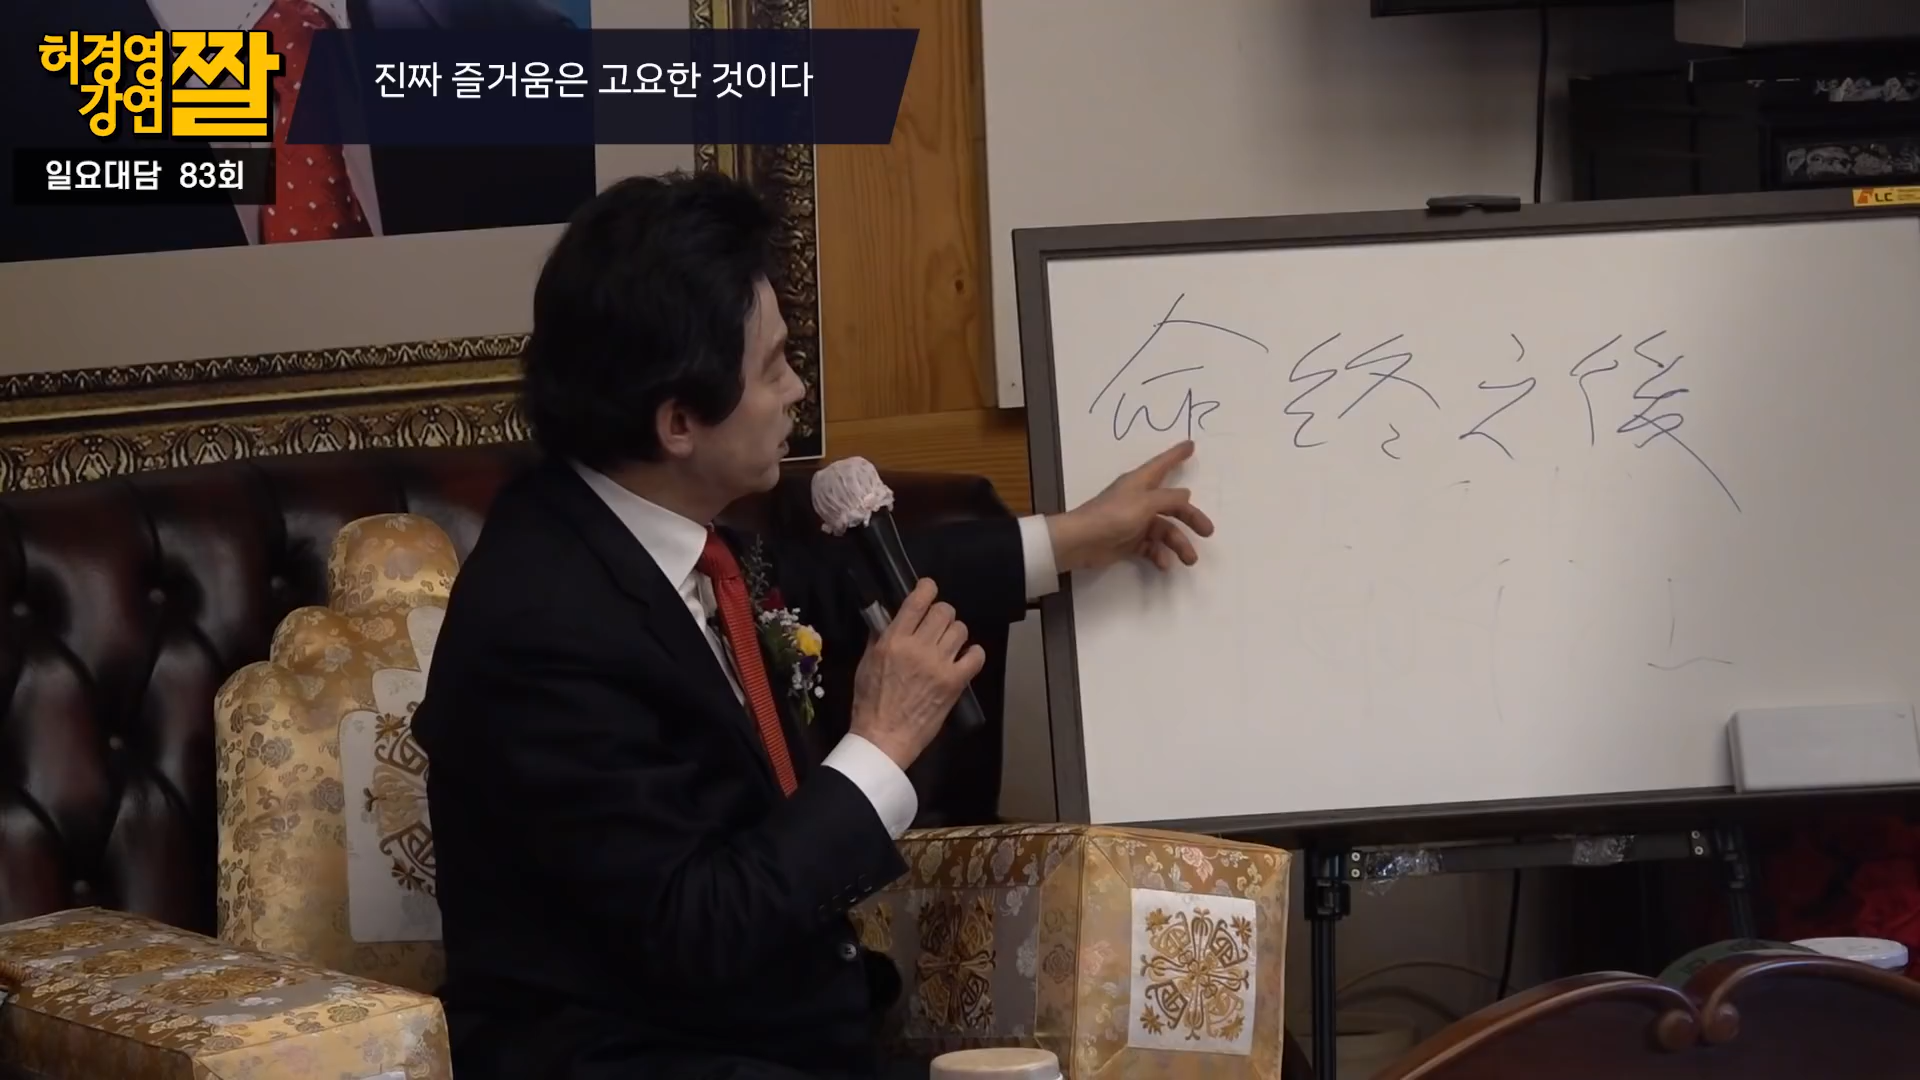 허경영
강연
짤
진짜 즐거움은 고요한 것이다
일요대담 83회
LC
命終之後